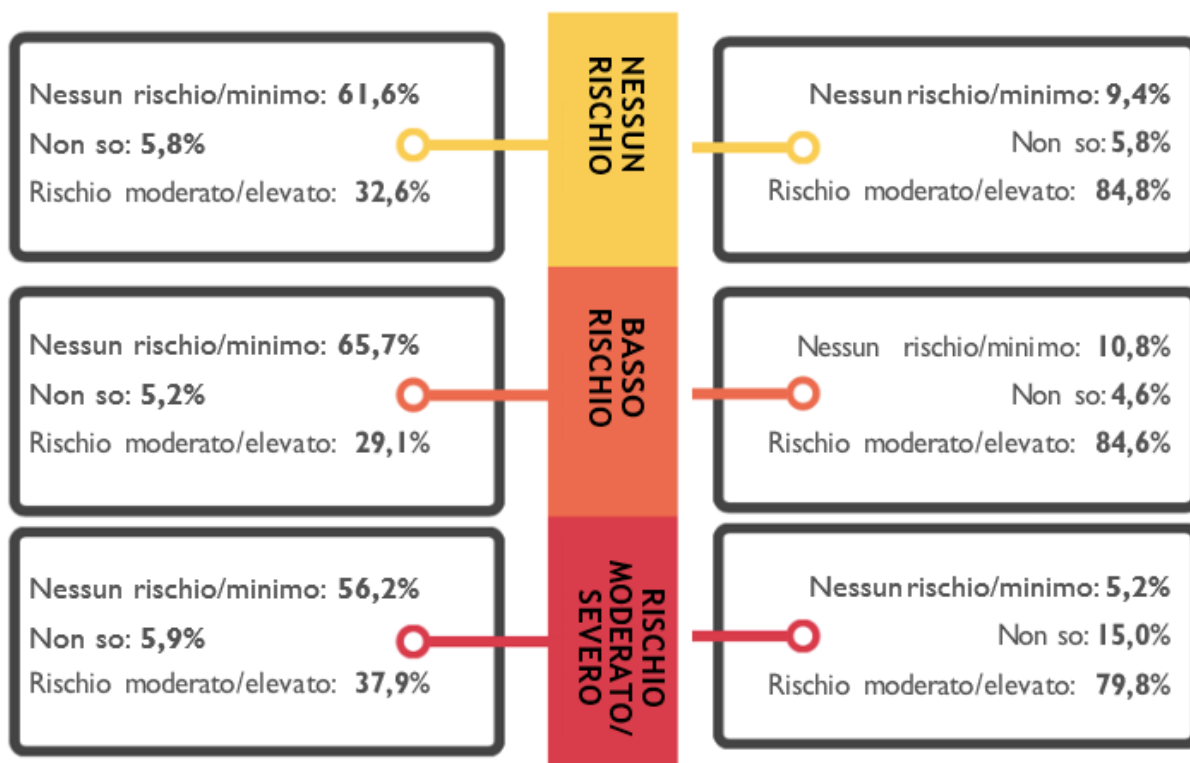 Nessun rischio/minimo: 61,6%
Non so: 5,8%
Rischio moderato/elevato: 32,6%
NESSUN
RISCHIO
Nessun rischio/minimo: 9,4%
Non so: 5,8%
Rischio moderato/elevato: 84,8%
Nessun rischio/minimo: 65,7%
Non so: 5,2%
Rischio moderato/elevato: 29,1%
BASSO
RISCHIO
Nessun rischio/minimo: 10,8%
Non so: 4,6%
Rischio moderato/elevato: 84,6%
Nessun rischio/minimo: 56,2%
Non so: 5,9%
Rischio moderato/elevato: 37,9%
RISCHIO
MODERATO/
SEVERO
Nessun rischio/minimo: 5,2%
Non so: 15,0%
Rischio moderato/elevato: 79,8%